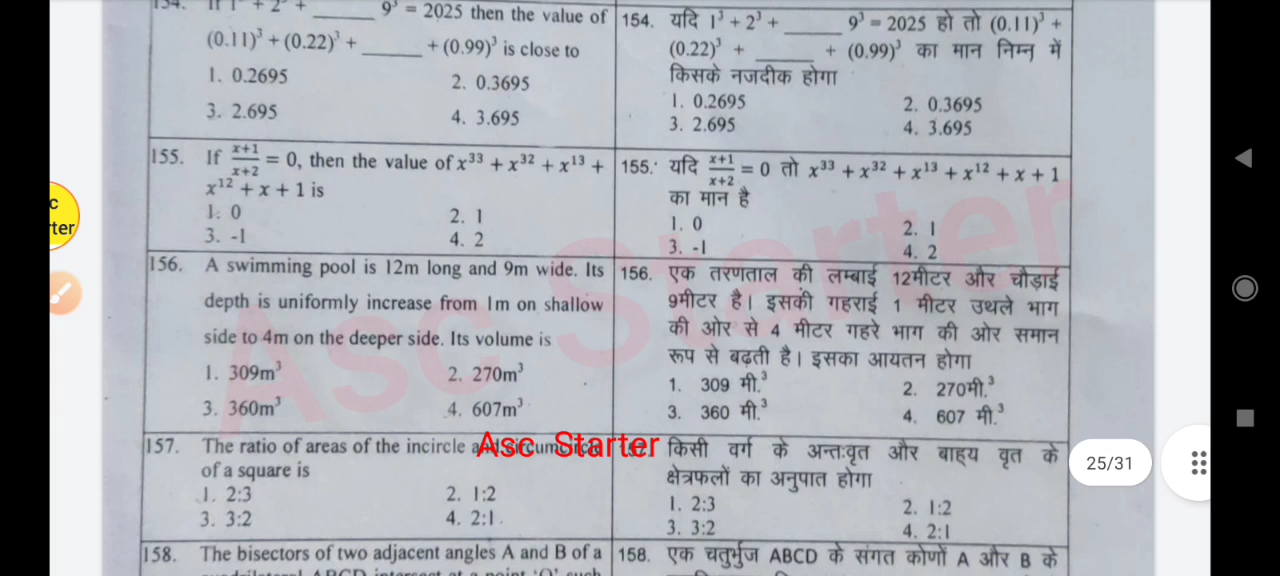 154. If 1³ + 2³ + ______ 9³ = 2025 then the value of
(0.11)³ + (0.22)³ + ______ + (0.99)³ is close to
1. 0.2695
2. 0.3695
3. 2.695
4. 3.695
155. If x+1/x+2 = 0, then the value of x³³ + x³² + x¹³ +
x¹² + x + 1 is
1. 0
2. 1
3. -1
4. 2
156. A swimming pool is 12m long and 9m wide. Its
depth is uniformly increase from 1m on shallow
side to 4m on the deeper side. Its volume is
1. 309m³
2. 270m³
3. 360m³
4. 607m³
157. The ratio of areas of the incircle
of a square is
1. 2:3
2. 1:2
3. 3:2
4. 2:1.
158. The bisectors of two adjacent angles A and B of a
154. यदि 1³ + 2³ + ______ 9³ = 2025 हो तो (0.11)³ +
(0.22)³ + ______ + (0.99)³ का मान निम्न में
किसके नजदीक होगा
1. 0.2695
2. 0.3695
3. 2.695
4. 3.695
155. यदि x+1/x+2 = 0 तो x³³ + x³² + x¹³ + x¹² + x + 1
का मान है
1. 0
2. 1
3. -1
4. 2
156. एक तरणताल की लम्बाई 12मीटर और चौड़ाई
9मीटर है। इसकी गहराई 1 मीटर उथले भाग
की ओर से 4 मीटर गहरे भाग की ओर समान
रूप से बढ़ती है। इसका आयतन होगा
1. 309 मी.³
2. 270मी.³
3. 360 मी.³
4. 607 मी.³
किसी वर्ग के अन्तःवृत और बाह्य वृत के
क्षेत्रफलों का अनुपात होगा
1. 2:3
2. 1:2
3. 3:2
4. 2:1
158. एक चतुर्भुज ABCD के संगत कोणों A और B के
Asc Starter
Asc Starter
c
ter
25/31